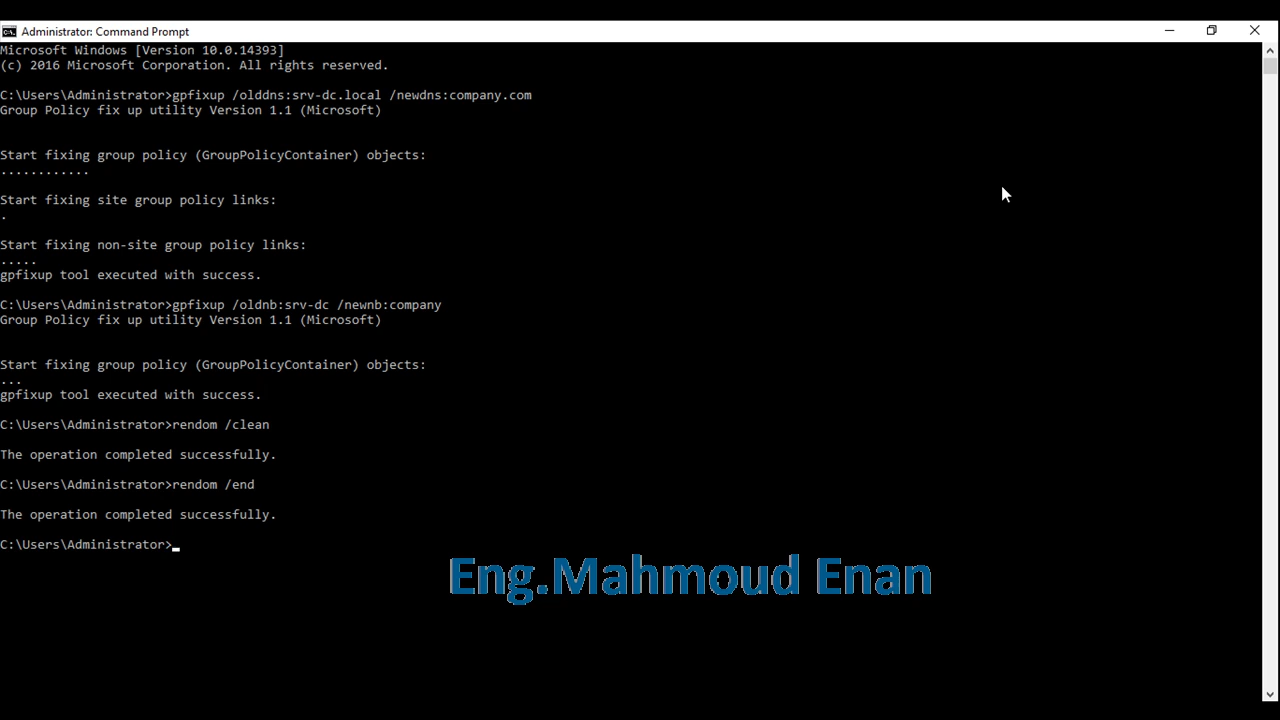 Administrator: Command Prompt
Microsoft Windows [Version 10.0.14393]
(c) 2016 Microsoft Corporation. All rights reserved.
C:\Users\Administrator>gpfixup /olddns:srv-dc.local /newdns:company.com
Group Policy fix up utility Version 1.1 (Microsoft)
Start fixing group policy (GroupPolicyContainer) objects:
............
Start fixing site group policy links:
.
Start fixing non-site group policy links:
.....
gpfixup tool executed with success.
C:\Users\Administrator>gpfixup /oldnb:srv-dc /newnb:company
Group Policy fix up utility Version 1.1 (Microsoft)
Start fixing group policy (GroupPolicyContainer) objects:
...
gpfixup tool executed with success.
C:\Users\Administrator>rendom /clean
The operation completed successfully.
C:\Users\Administrator>rendom /end
The operation completed successfully.
C:\Users\Administrator>
Eng.Mahmoud Enan